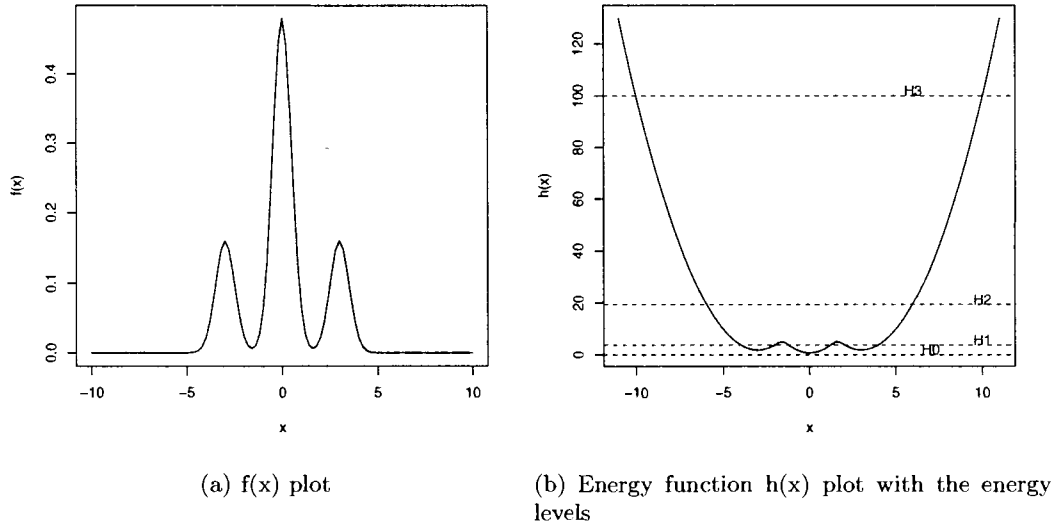 f(x)
0.0
0.1
0.2
0.3
0.4
-10
-5
0
5
10
x
(a) f(x) plot
h(x)
0
20
40
60
80
100
120
H3
H2
H1
H0
-10
-5
0
5
10
x
(b) Energy function h(x) plot with the energy
levels